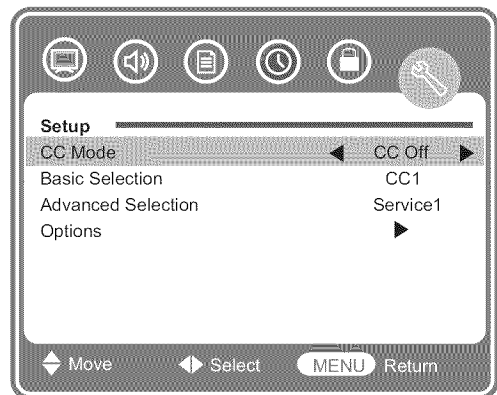 Setup
CC Mode CC Off
Basic Selection CC1
Advanced Selection Service1
Options
Move Select MENU Return